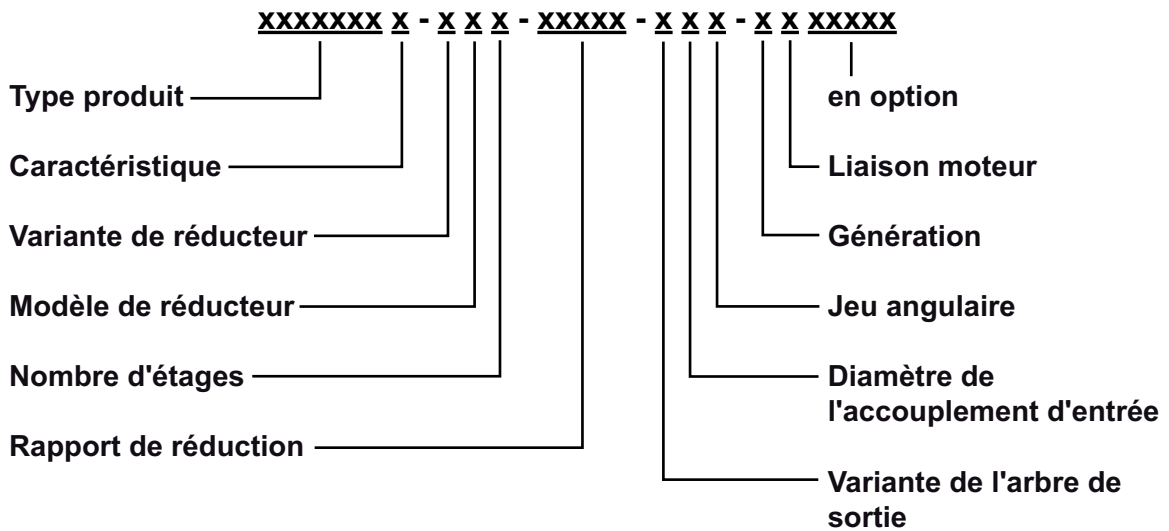 xxxxxxx x - x x x - xxxxx - x x x - x x xxxxx
Type produit
Caractéristique
Variante de réducteur
Modèle de réducteur
Nombre d'étages
Rapport de réduction
en option
Liaison moteur
Génération
Jeu angulaire
Diamètre de
l'accouplement d'entrée
Variante de l'arbre de
sortie